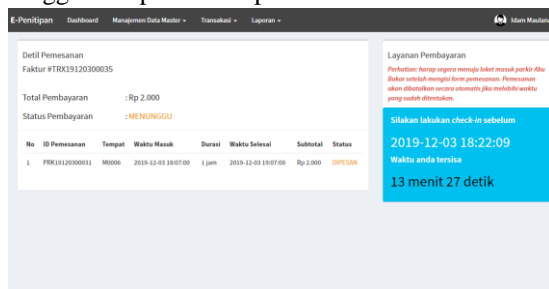 E-Penitipan Dashboard Manajemen Data Master Transaksi Laporan Idam Maulana
Detil Pemesanan
Faktur #TRX19120300035
Total Pembayaran : Rp 2.000
Status Pembayaran : MENUNGGU
No ID Pemesanan Tempat Waktu Masuk Durasi Waktu Selesai Subtotal Status
1 PRK19120300031 M0006 2019-12-03 18:07:00 1 jam 2019-12-03 19:07:00 Rp 2.000 DIPESAN
Layanan Pembayaran
Perhatian: harap segera menuju loket masuk parkir Abu
Bakar setelah mengisi form pemesanan. Pemesanan
akan dibatalkan secara otomatis jika melebihi waktu
yang sudah ditentukan.
Silakan lakukan check-in sebelum
2019-12-03 18:22:09
Waktu anda tersisa
13 menit 27 detik